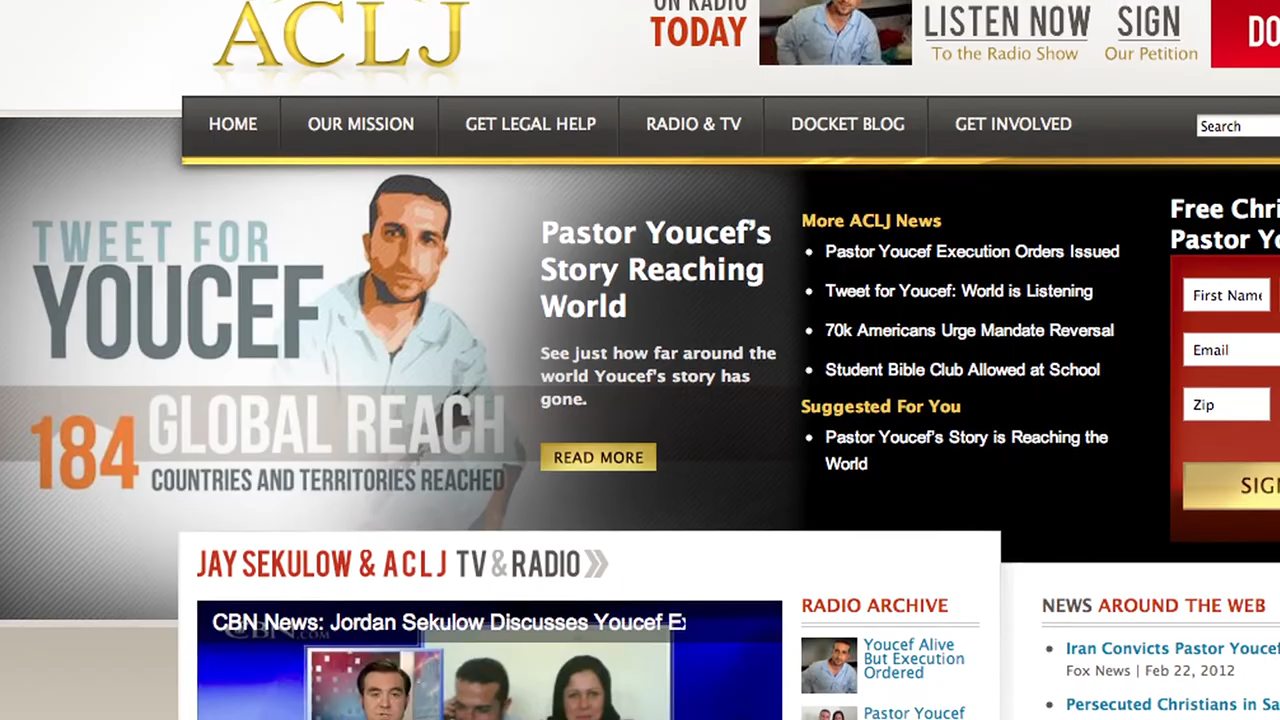 ACLJ
ON RADIO
TODAY
LISTEN NOW
To the Radio Show
SIGN
Our Petition
HOME
OUR MISSION
GET LEGAL HELP
RADIO & TV
DOCKET BLOG
GET INVOLVED
Search
TWEET FOR
YOUCEF
184
GLOBAL REACH
COUNTRIES AND TERRITORIES REACHED
Pastor Youcef's
Story Reaching
World
See just how far around the
world Youcef's story has
gone.
READ MORE
More ACLJ News
• Pastor Youcef Execution Orders Issued
• Tweet for Youcef: World is Listening
• 70k Americans Urge Mandate Reversal
• Student Bible Club Allowed at School
Suggested For You
• Pastor Youcef's Story is Reaching the
World
Free
Pastor
First Name
Email
Zip
JAY SEKULOW & ACLJ TV & RADIO
CBN News: Jordan Sekulow Discusses Youcef
CBN.COM
RADIO ARCHIVE
Youcef Alive
But Execution
Ordered
Pastor Youcef
NEWS AROUND THE WEB
• Iran Convicts Pastor Youcef
Fox News | Feb 22, 2012
• Persecuted Christians in